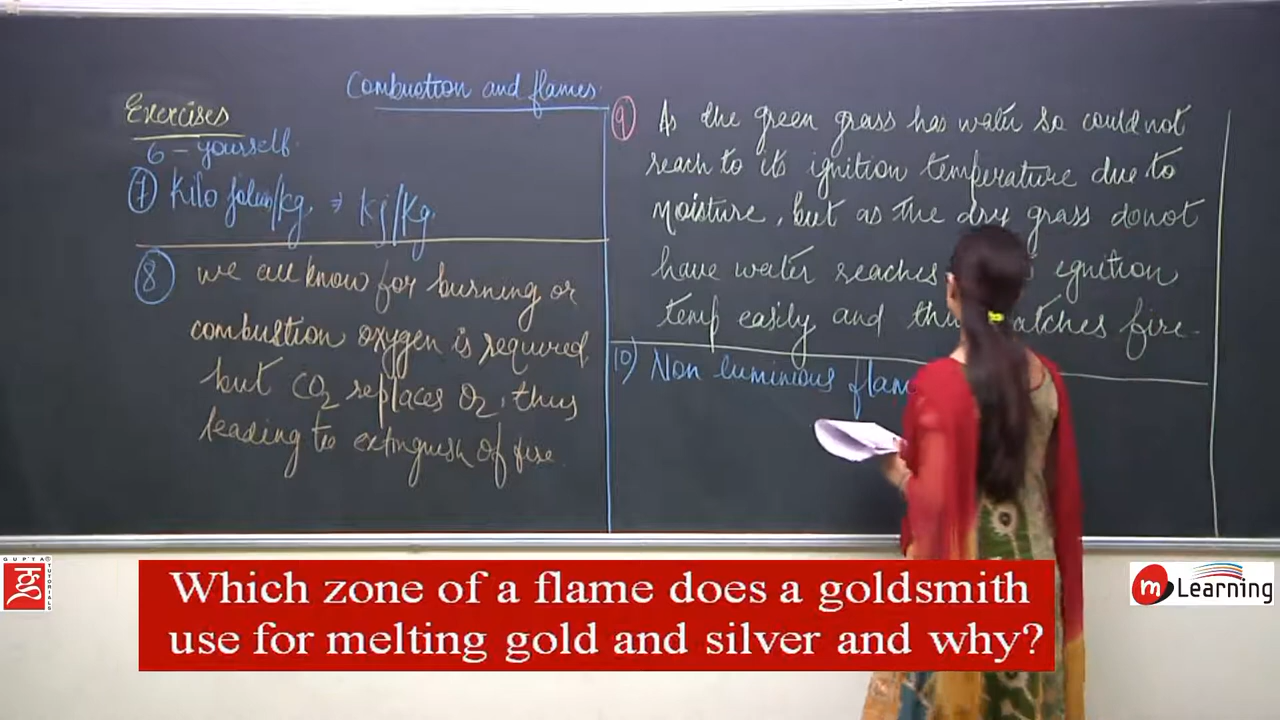 Combustion and flames.
Exercises
6 - yourself.
7 Kilo joules/kg. ⇒ Kj/Kg.
8 we all know for burning or
combustion oxygen is required
but CO2 replaces O2, thus
leading to extinguish of fire.
9 As the green grass has water so could not
reach to its ignition temperature due to
moisture, but as the dry grass donot
have water reaches ignition
temp easily and catches fire.
10) Non luminious
GUPTA
TUTORIALS
m Learning
Which zone of a flame does a goldsmith
use for melting gold and silver and why?